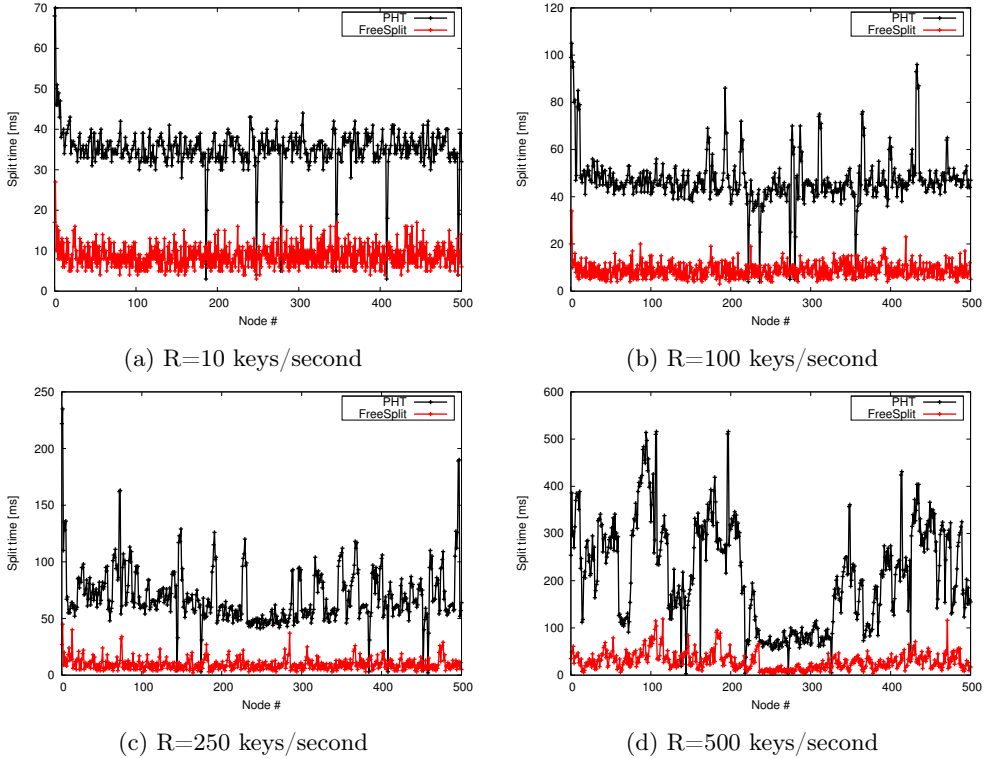 70
60
50
40
30
20
10
0
Split time [ms]
PHT
FreeSplit
0 100 200 300 400 500
Node #
(a) R=10 keys/second
120
100
80
60
40
20
0
Split time [ms]
PHT
FreeSplit
0 100 200 300 400 500
Node #
(b) R=100 keys/second
250
200
150
100
50
0
Split time [ms]
PHT
FreeSplit
0 100 200 300 400 500
Node #
(c) R=250 keys/second
600
500
400
300
200
100
0
Split time [ms]
PHT
FreeSplit
0 100 200 300 400 500
Node #
(d) R=500 keys/second